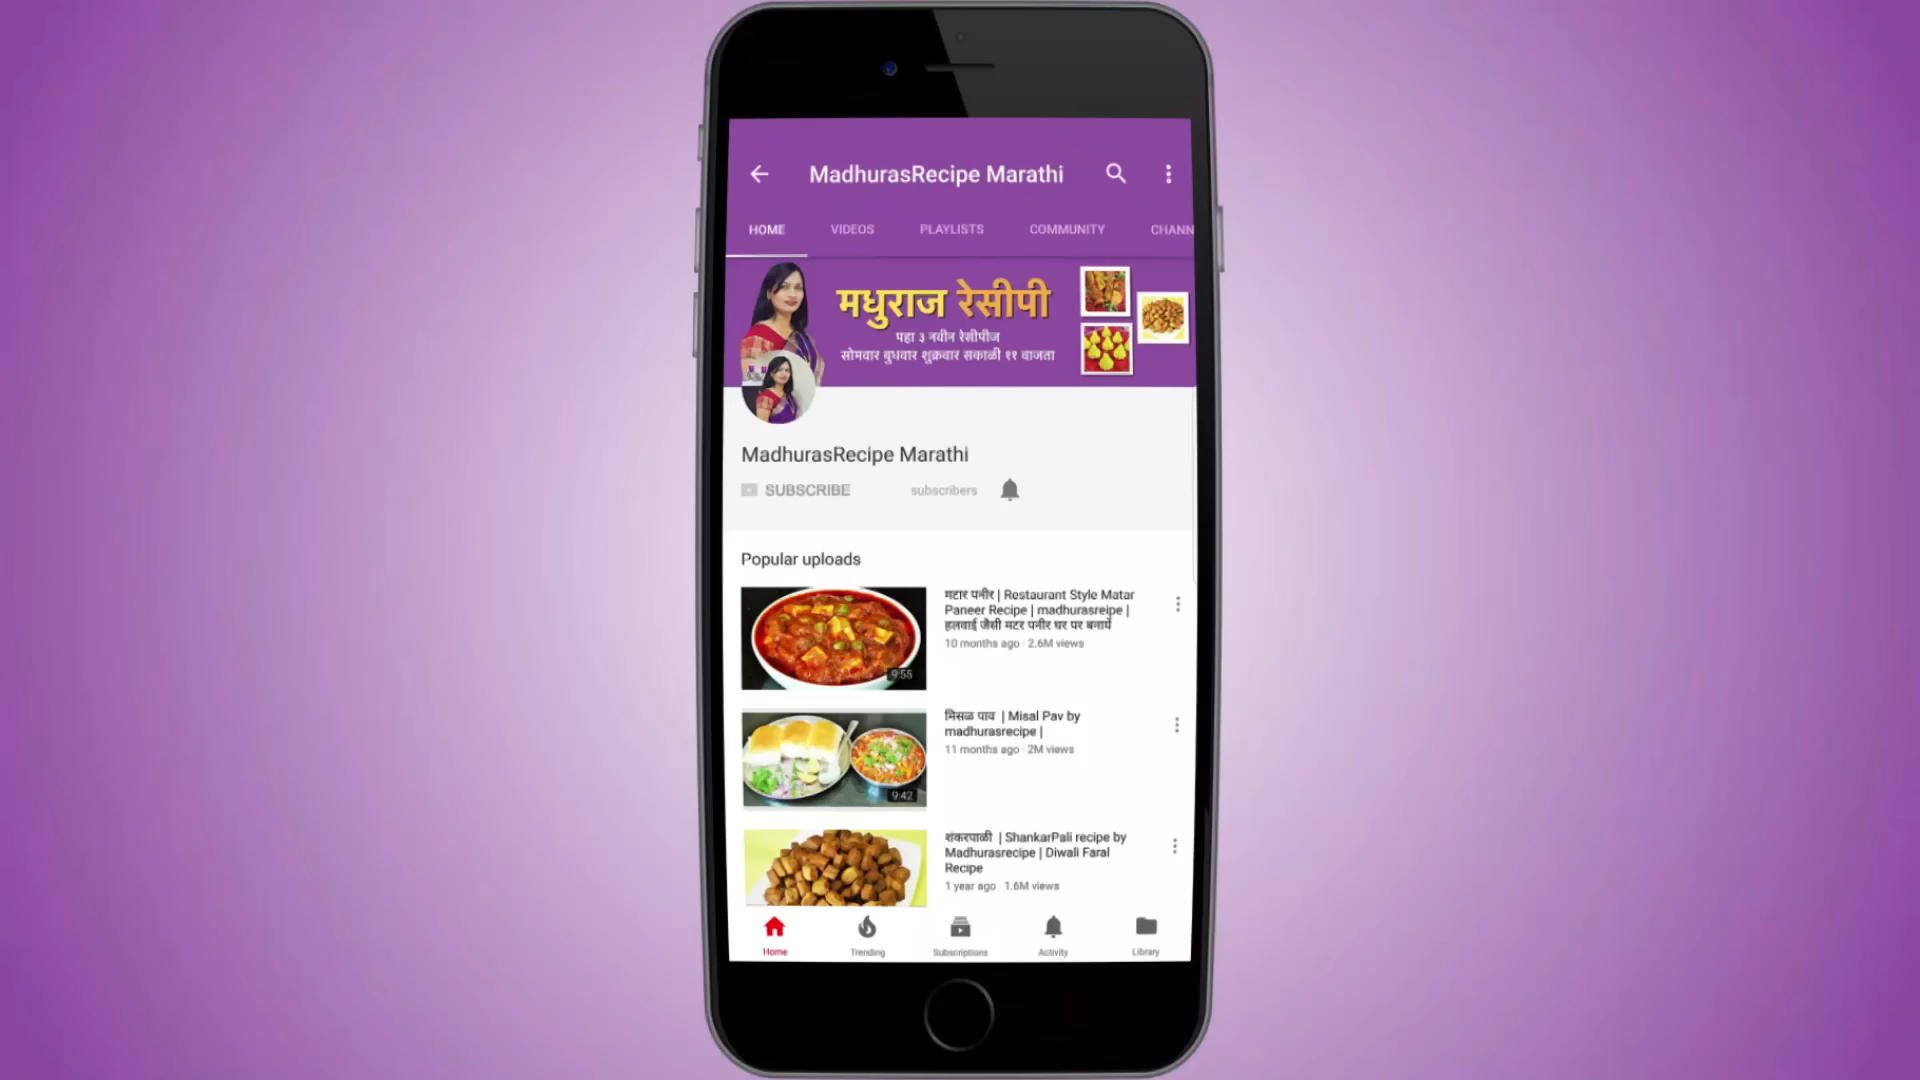 MadhurasRecipe Marathi
HOME VIDEOS PLAYLISTS COMMUNITY CHANN
मधुराज रेसीपी
पहा ३ नवीन रेसीपीज
सोमवार बुधवार शुक्रवार सकाळी ११ वाजता
MadhurasRecipe Marathi
SUBSCRIBE subscribers
Popular uploads
मटार पनीर | Restaurant Style Matar
Paneer Recipe | madhurasreipe |
हलवाई जैसी मटर पनीर घर पर बनायें
10 months ago · 2.6M views
9:55
मिसळ पाव | Misal Pav by
madhurasrecipe |
11 months ago · 2M views
9:42
शंकरपाळी | ShankarPali recipe by
Madhurasrecipe | Diwali Faral
Recipe
1 year ago · 1.6M views
Home Trending Subscriptions Activity Library